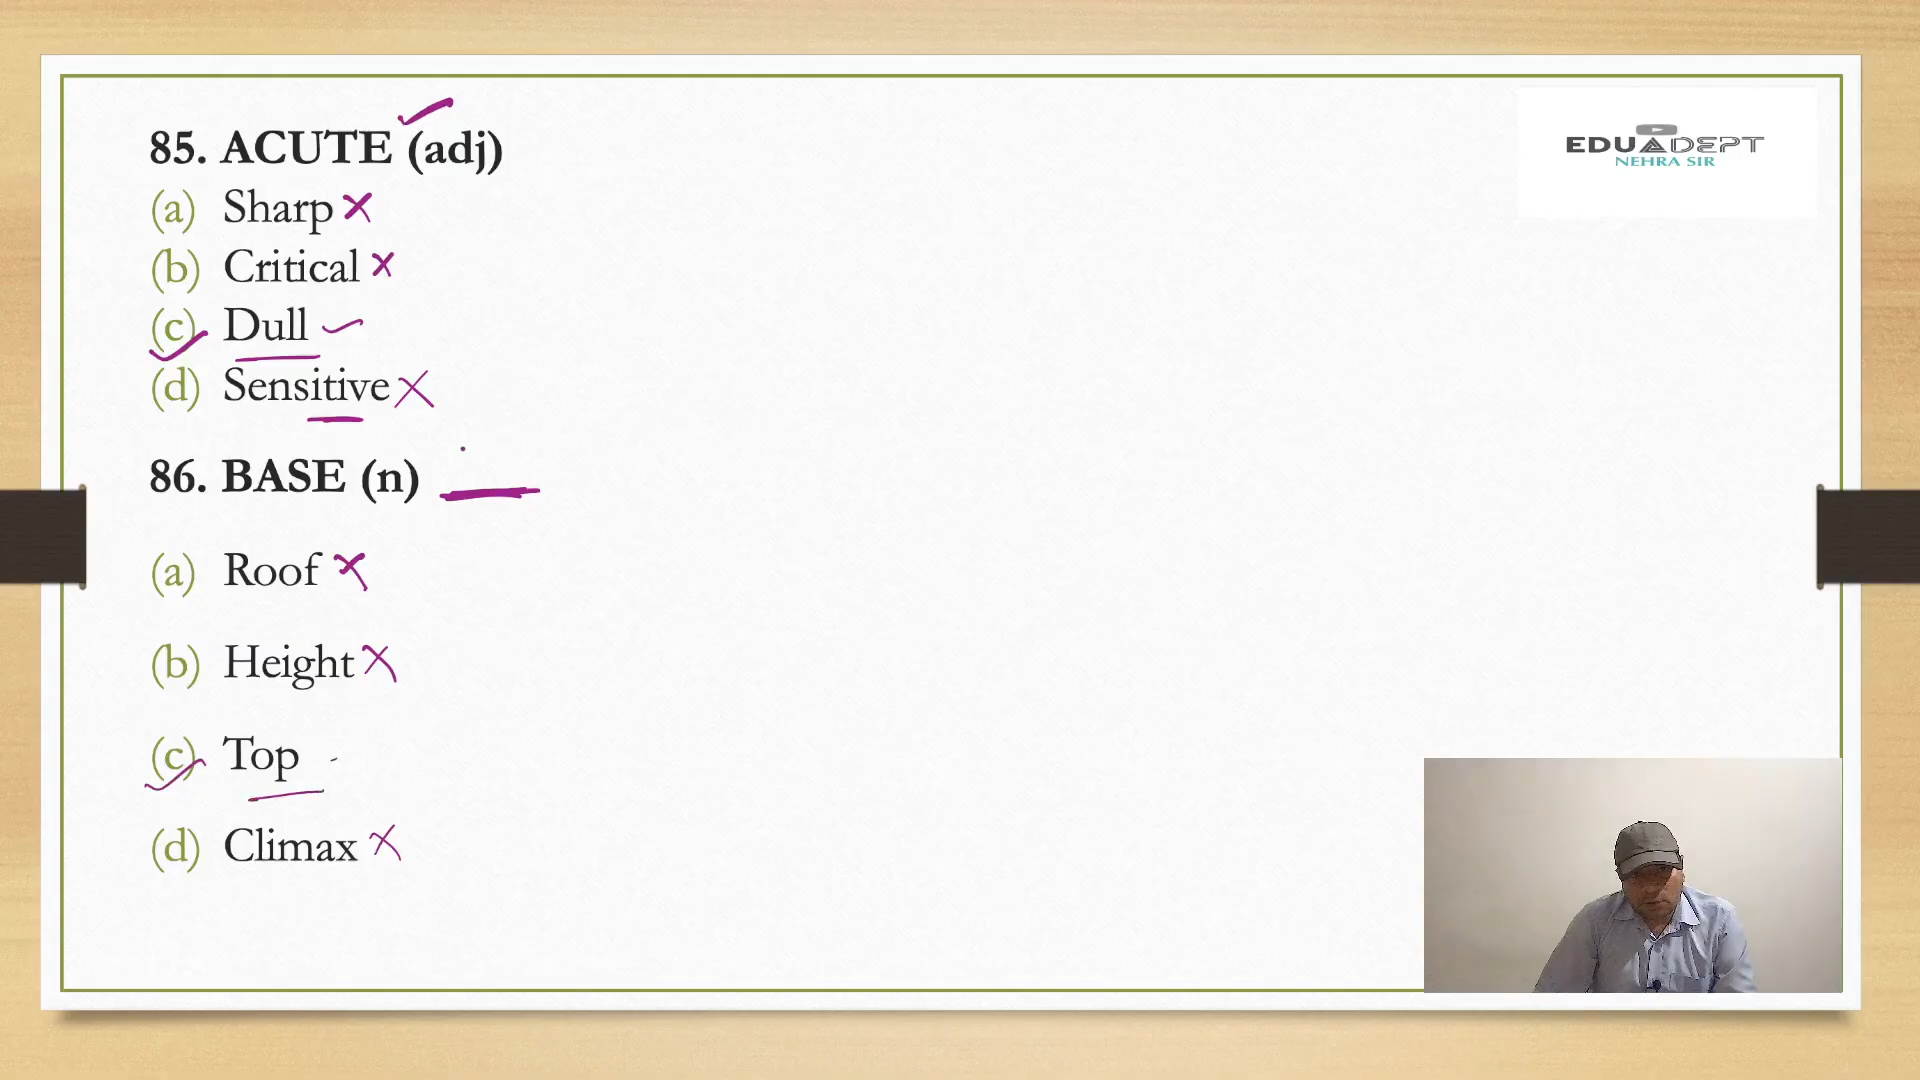 85. ACUTE (adj)
(a) Sharp
(b) Critical
(c) Dull
(d) Sensitive
86. BASE (n)
(a) Roof
(b) Height
(c) Top
(d) Climax
EDUADEPT
NEHRA SIR